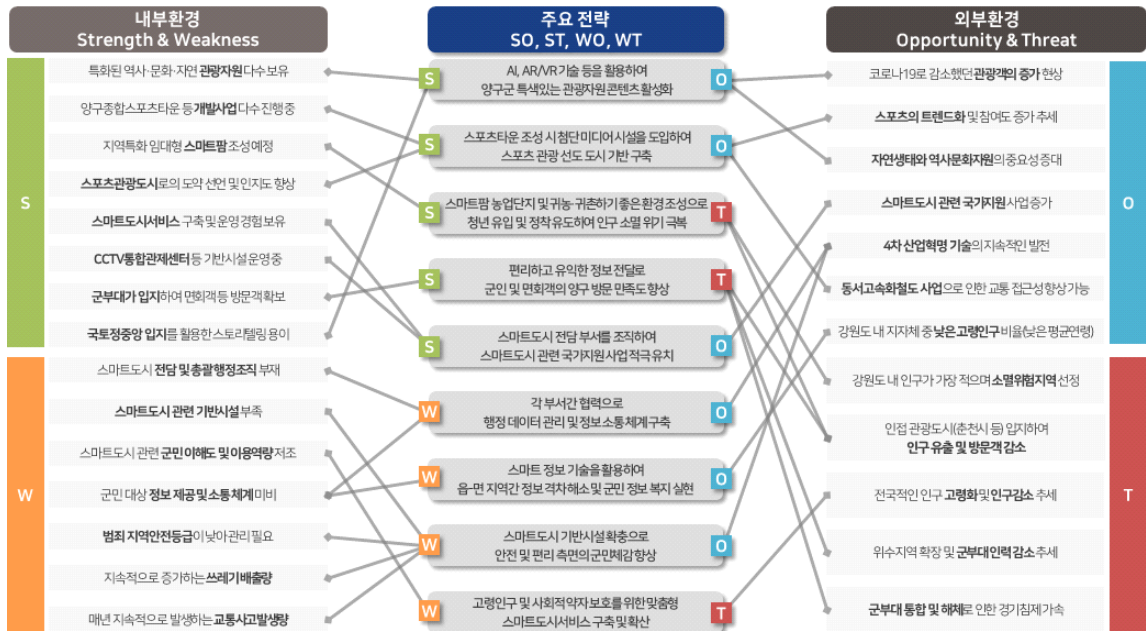 내부환경
Strength & Weakness
S
특화된 역사·문화·자연 관광자원 다수 보유
양구종합스포츠타운 등 개발사업 다수 진행 중
지역특화 임대형 스마트팜 조성 예정
스포츠관광도시로의 도약 선언 및 인지도 향상
스마트도시서비스 구축 및 운영 경험 보유
CCTV통합관제센터 등 기반시설 운영 중
군부대가 입지하여 면회객 등 방문객 확보
국토정중앙 입지를 활용한 스토리텔링 용이
W
스마트도시 전담 및 총괄행정조직 부재
스마트도시 관련 기반시설 부족
스마트도시 관련 군민 이해도 및 이용역량 저조
군민 대상 정보 제공 및 소통 체계 미비
범죄 지역안전등급이 낮아 관리 필요
지속적으로 증가하는 쓰레기 배출량
매년 지속적으로 발생하는 교통사고발생량
주요 전략
SO, ST, WO, WT
S
AI, AR/VR 기술 등을 활용하여
양구군 특색있는 관광자원 콘텐츠 활성화
O
S
스포츠타운 조성 시 첨단 미디어 시설을 도입하여
스포츠 관광 선도 도시 기반 구축
O
S
스마트팜 농업단지 및 귀농·귀촌하기 좋은 환경 조성으로
청년 유입 및 정착 유도하여 인구 소멸 위기 극복
T
S
편리하고 유익한 정보 전달로
군인 및 면회객의 양구 방문 만족도 향상
T
S
스마트도시 전담 부서를 조직하여
스마트도시 관련 국가지원 사업 적극 유치
O
W
각 부서간 협력으로
행정 데이터 관리 및 정보 소통 체계 구축
O
W
스마트 정보 기술을 활용하여
읍-면 지역간 정보 격차 해소 및 군민 정보 복지 실현
O
W
스마트도시 기반시설 확충으로
안전 및 편리 측면의 군민체감 향상
O
W
고령인구 및 사회적 약자 보호를 위한 맞춤형
스마트도시서비스 구축 및 확산
T
외부환경
Opportunity & Threat
코로나19로 감소했던 관광객의 증가 현상
스포츠의 트렌드화 및 참여도 증가 추세
자연생태와 역사문화자원의 중요성 증대
스마트도시 관련 국가지원 사업 증가
4차 산업혁명 기술의 지속적인 발전
동서고속화철도 사업으로 인한 교통 접근성 향상 가능
강원도 내 지자체 중 낮은 고령인구 비율(낮은 평균연령)
O
강원도 내 인구가 가장 적으며 소멸위험지역 선정
인접 관광도시(춘천시 등) 입지하여
인구 유출 및 방문객 감소
전국적인 인구 고령화 및 인구감소 추세
위수지역 확장 및 군부대 인력 감소 추세
군부대 통합 및 해체로 인한 경기침체 가속
T